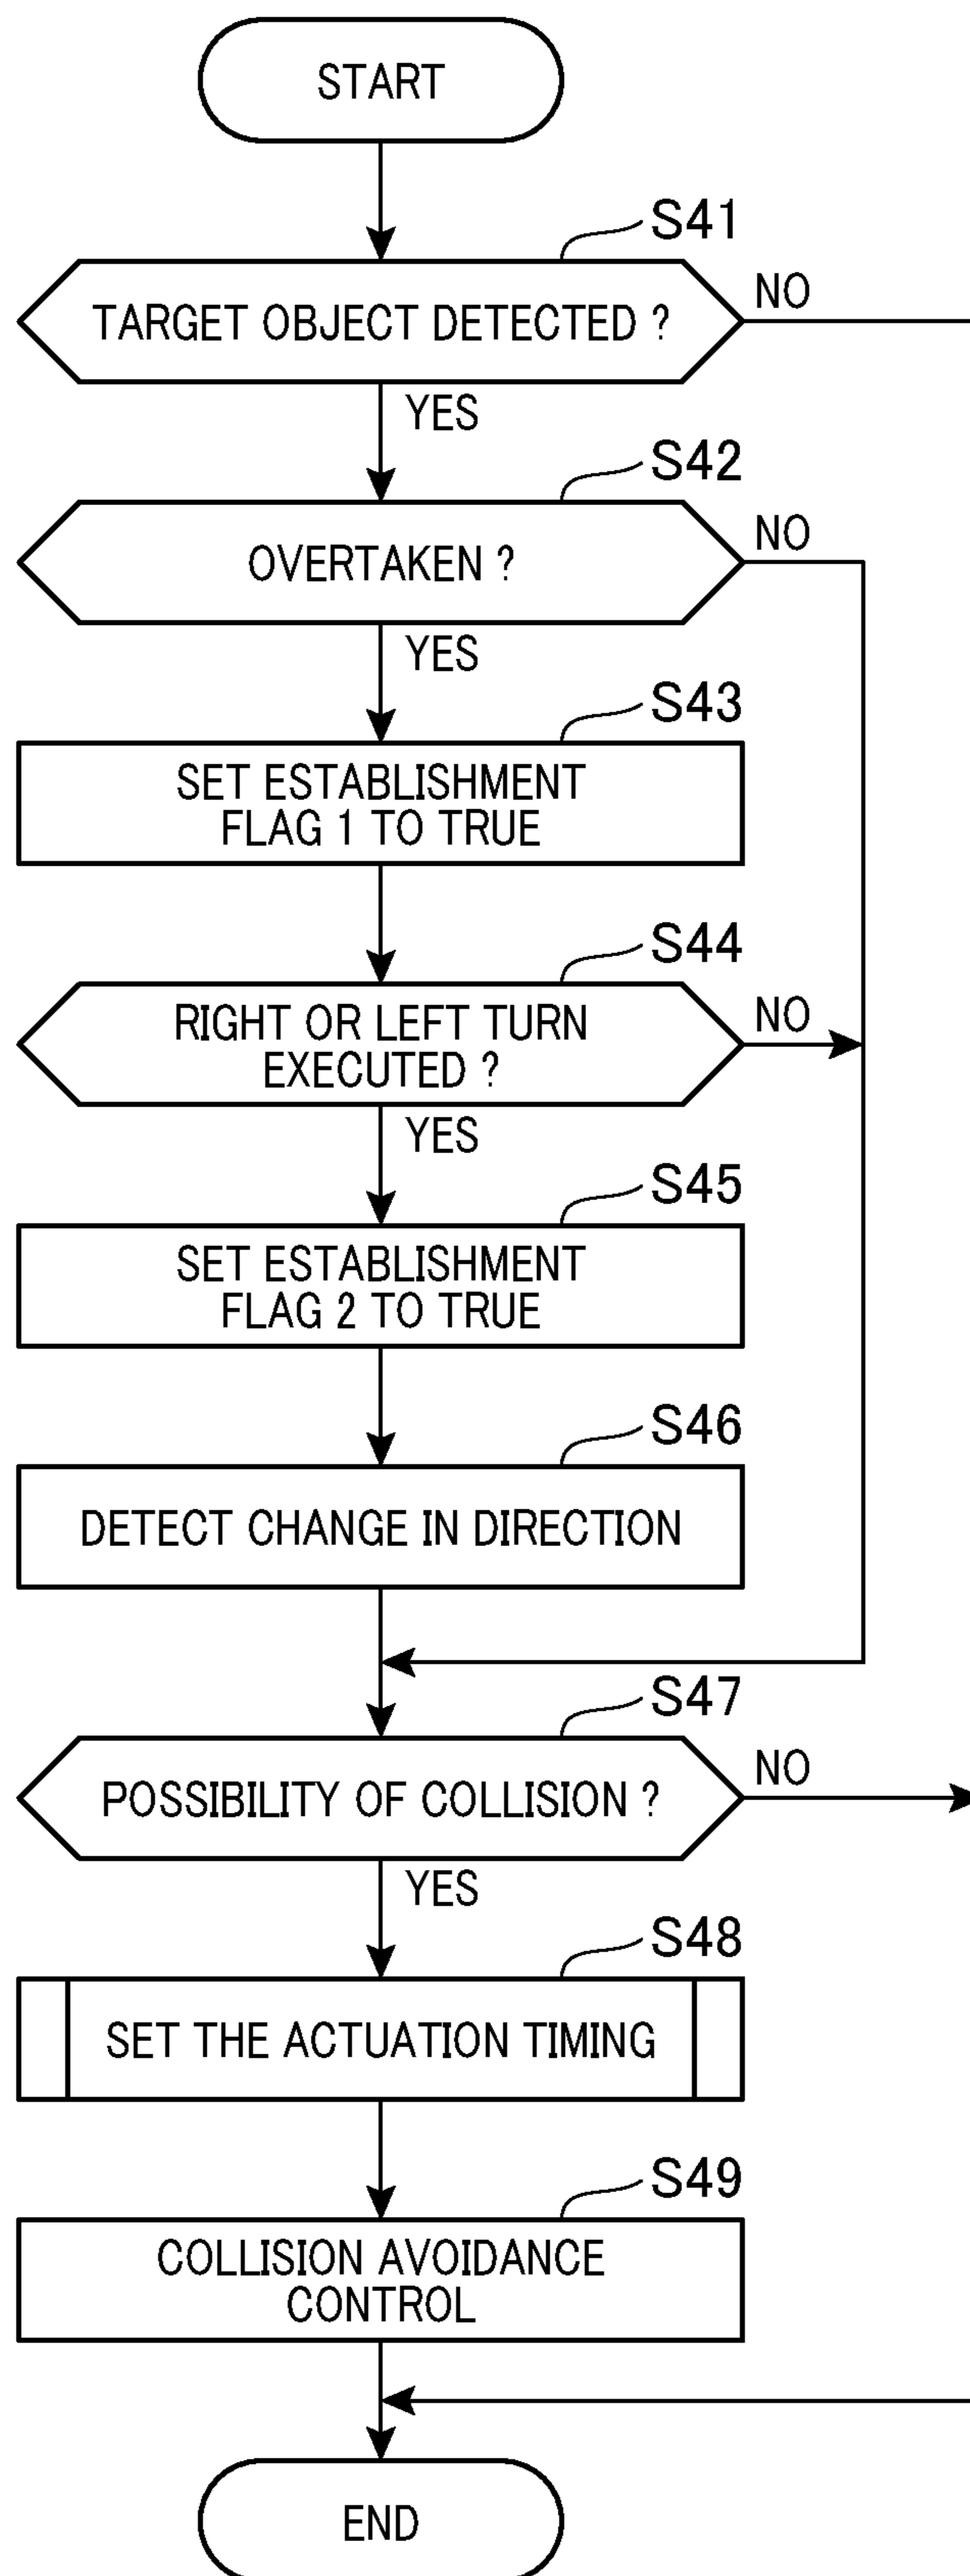 START
S41
TARGET OBJECT DETECTED ?
NO
YES
S42
OVERTAKEN ?
NO
YES
S43
SET ESTABLISHMENT
FLAG 1 TO TRUE
S44
RIGHT OR LEFT TURN
EXECUTED ?
NO
YES
S45
SET ESTABLISHMENT
FLAG 2 TO TRUE
S46
DETECT CHANGE IN DIRECTION
S47
POSSIBILITY OF COLLISION ?
NO
YES
S48
SET THE ACTUATION TIMING
S49
COLLISION AVOIDANCE
CONTROL
END